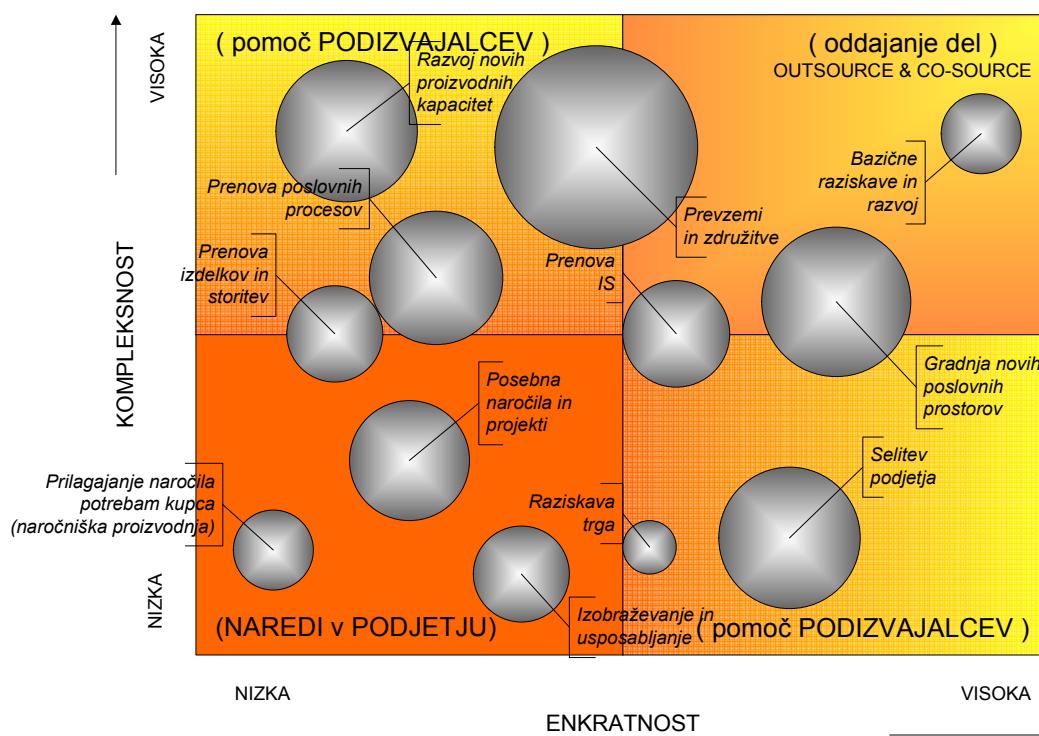 ( pomoč PODIZVAJALCEV )
( oddajanje del )
OUTSOURCE & CO-SOURCE
VISOKA
Razvoj novih
proizvodnih
kapacitet
Bazične
raziskave in
razvoj
Prenova poslovnih
procesov
Prevzemi
in združitve
Prenova
izdelkov in
storitev
Prenova
IS
KOMPLEKSNOST
Gradnja novih
poslovnih
prostorov
Posebna
naročila in
projekti
Selitev
podjetja
Prilagajanje naročila
potrebam kupca
(naročniška proizvodnja)
Raziskava
trga
NIZKA
Izobraževanje in
usposabljanje
(NAREDI v PODJETJU)
( pomoč PODIZVAJALCEV )
NIZKA
VISOKA
ENKRATNOST